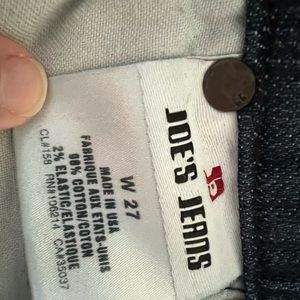 JOE'S JEANS
W 27
MADE IN USA
FABRIQUE AUX ETATS-UNIS
98% COTTON/COTON
2% ELASTIC/ELASTIQUE
CL#158 RN#106214 CA#35037